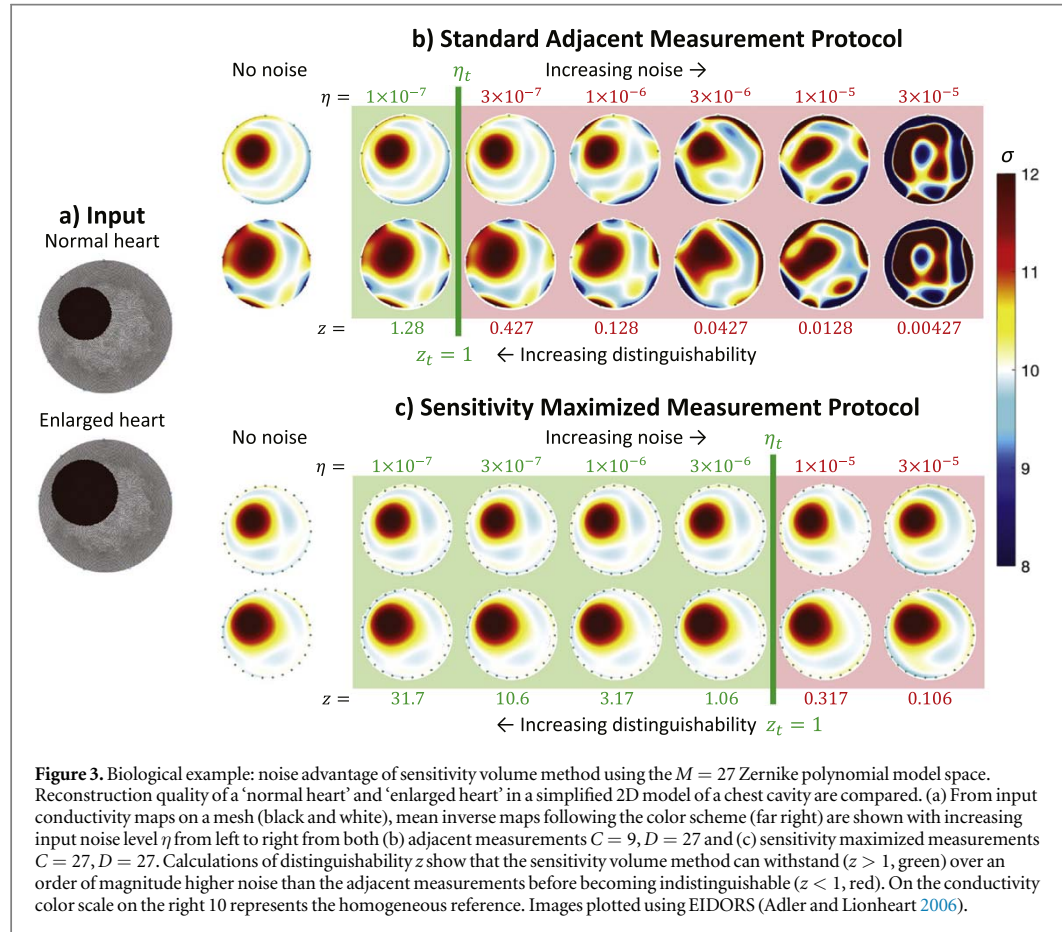 b) Standard Adjacent Measurement Protocol
No noise
η_t
Increasing noise →
η =
1×10⁻⁷
3×10⁻⁷
1×10⁻⁶
3×10⁻⁶
1×10⁻⁵
3×10⁻⁵
a) Input
Normal heart
Enlarged heart
z =
1.28
0.427
0.128
0.0427
0.0128
0.00427
z_t = 1
← Increasing distinguishability
c) Sensitivity Maximized Measurement Protocol
No noise
Increasing noise →
η_t
η =
1×10⁻⁷
3×10⁻⁷
1×10⁻⁶
3×10⁻⁶
1×10⁻⁵
3×10⁻⁵
z =
31.7
10.6
3.17
1.06
0.317
0.106
← Increasing distinguishability
z_t = 1
σ
12
11
10
9
8
Figure 3. Biological example: noise advantage of sensitivity volume method using the M = 27 Zernike polynomial model space.
Reconstruction quality of a 'normal heart' and 'enlarged heart' in a simplified 2D model of a chest cavity are compared. (a) From input
conductivity maps on a mesh (black and white), mean inverse maps following the color scheme (far right) are shown with increasing
input noise level η from left to right from both (b) adjacent measurements C = 9, D = 27 and (c) sensitivity maximized measurements
C = 27, D = 27. Calculations of distinguishability z show that the sensitivity volume method can withstand (z > 1, green) over an
order of magnitude higher noise than the adjacent measurements before becoming indistinguishable (z < 1, red). On the conductivity
color scale on the right 10 represents the homogeneous reference. Images plotted using EIDORS (Adler and Lionheart 2006).